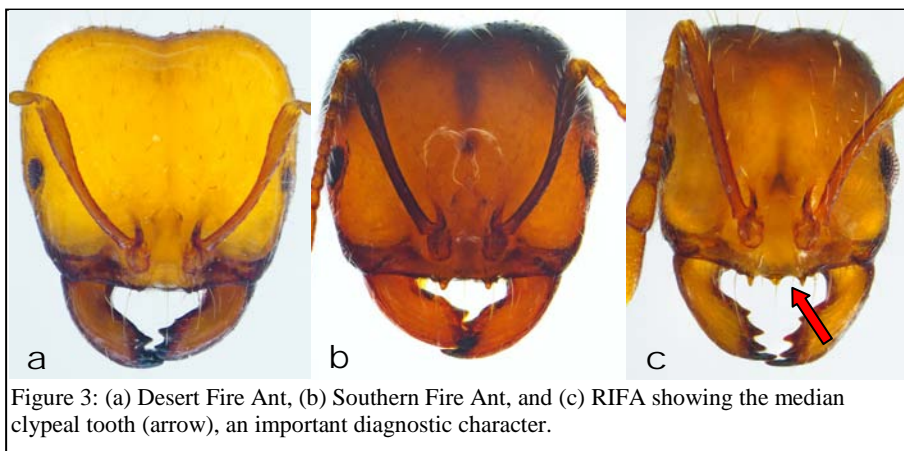 a b c
Figure 3: (a) Desert Fire Ant, (b) Southern Fire Ant, and (c) RIFA showing the median
clypeal tooth (arrow), an important diagnostic character.